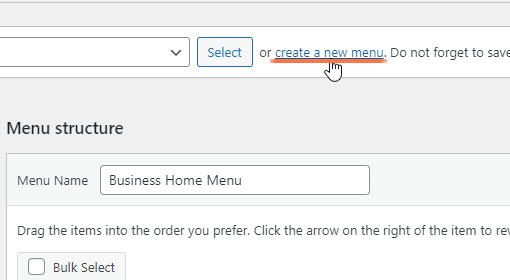 Select or create a new menu. Do not forget to save
Menu structure
Menu Name Business Home Menu
Drag the items into the order you prefer. Click the arrow on the right of the item to
Bulk Select